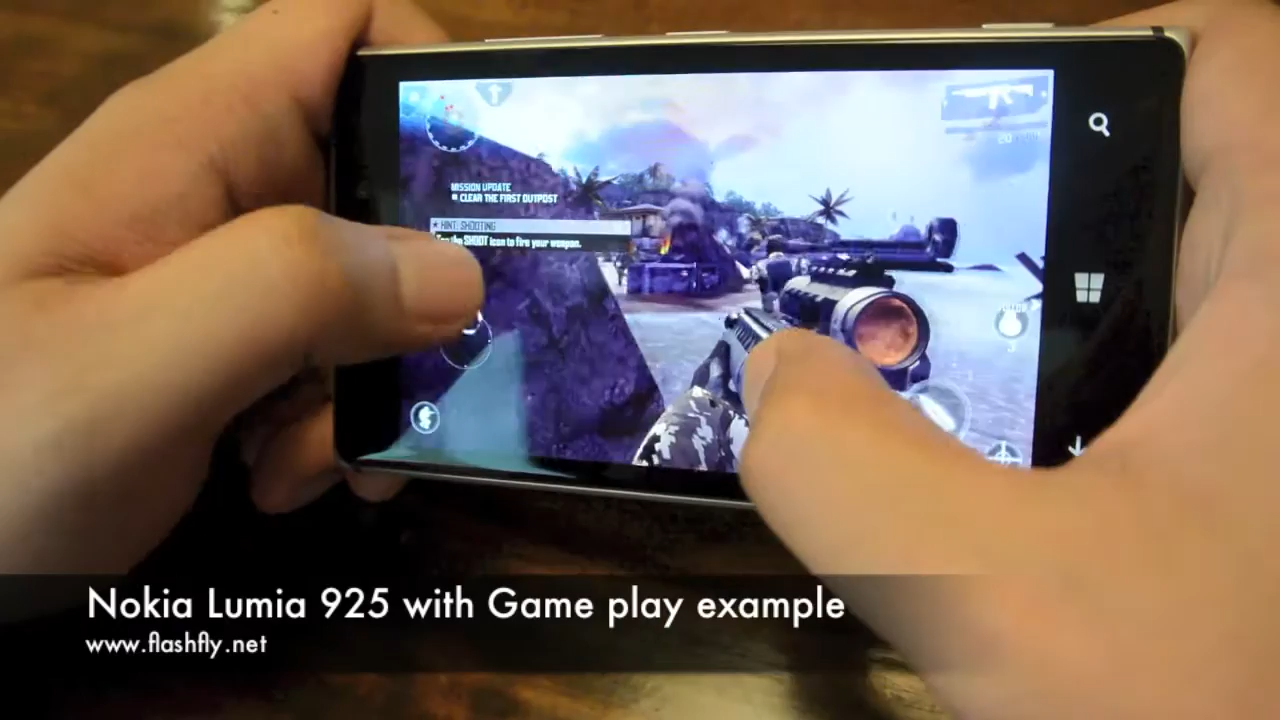 MISSION UPDATE
CLEAR THE FIRST OUTPOST
HINT: SHOOTING
the SHOOT icon to fire your weapon.
Nokia Lumia 925 with Game play example
www.flashfly.net